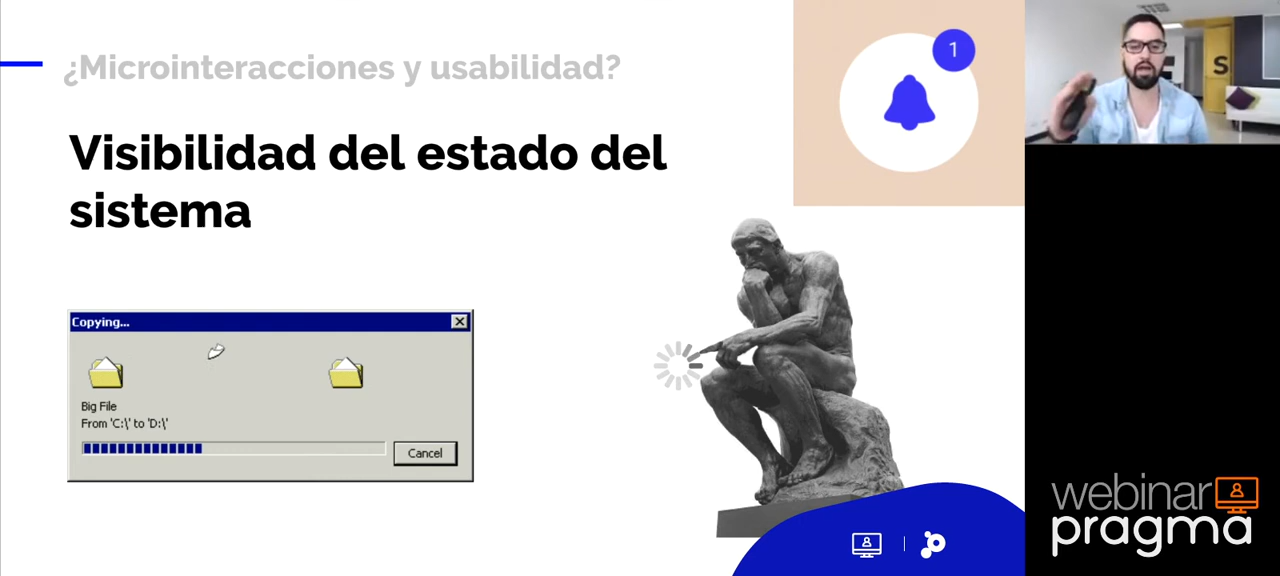 ¿Microinteracciones y usabilidad?
Visibilidad del estado del
sistema
1
S
Copying...
Big File
From 'C:\' to 'D:\'
Cancel
webinar
pragma